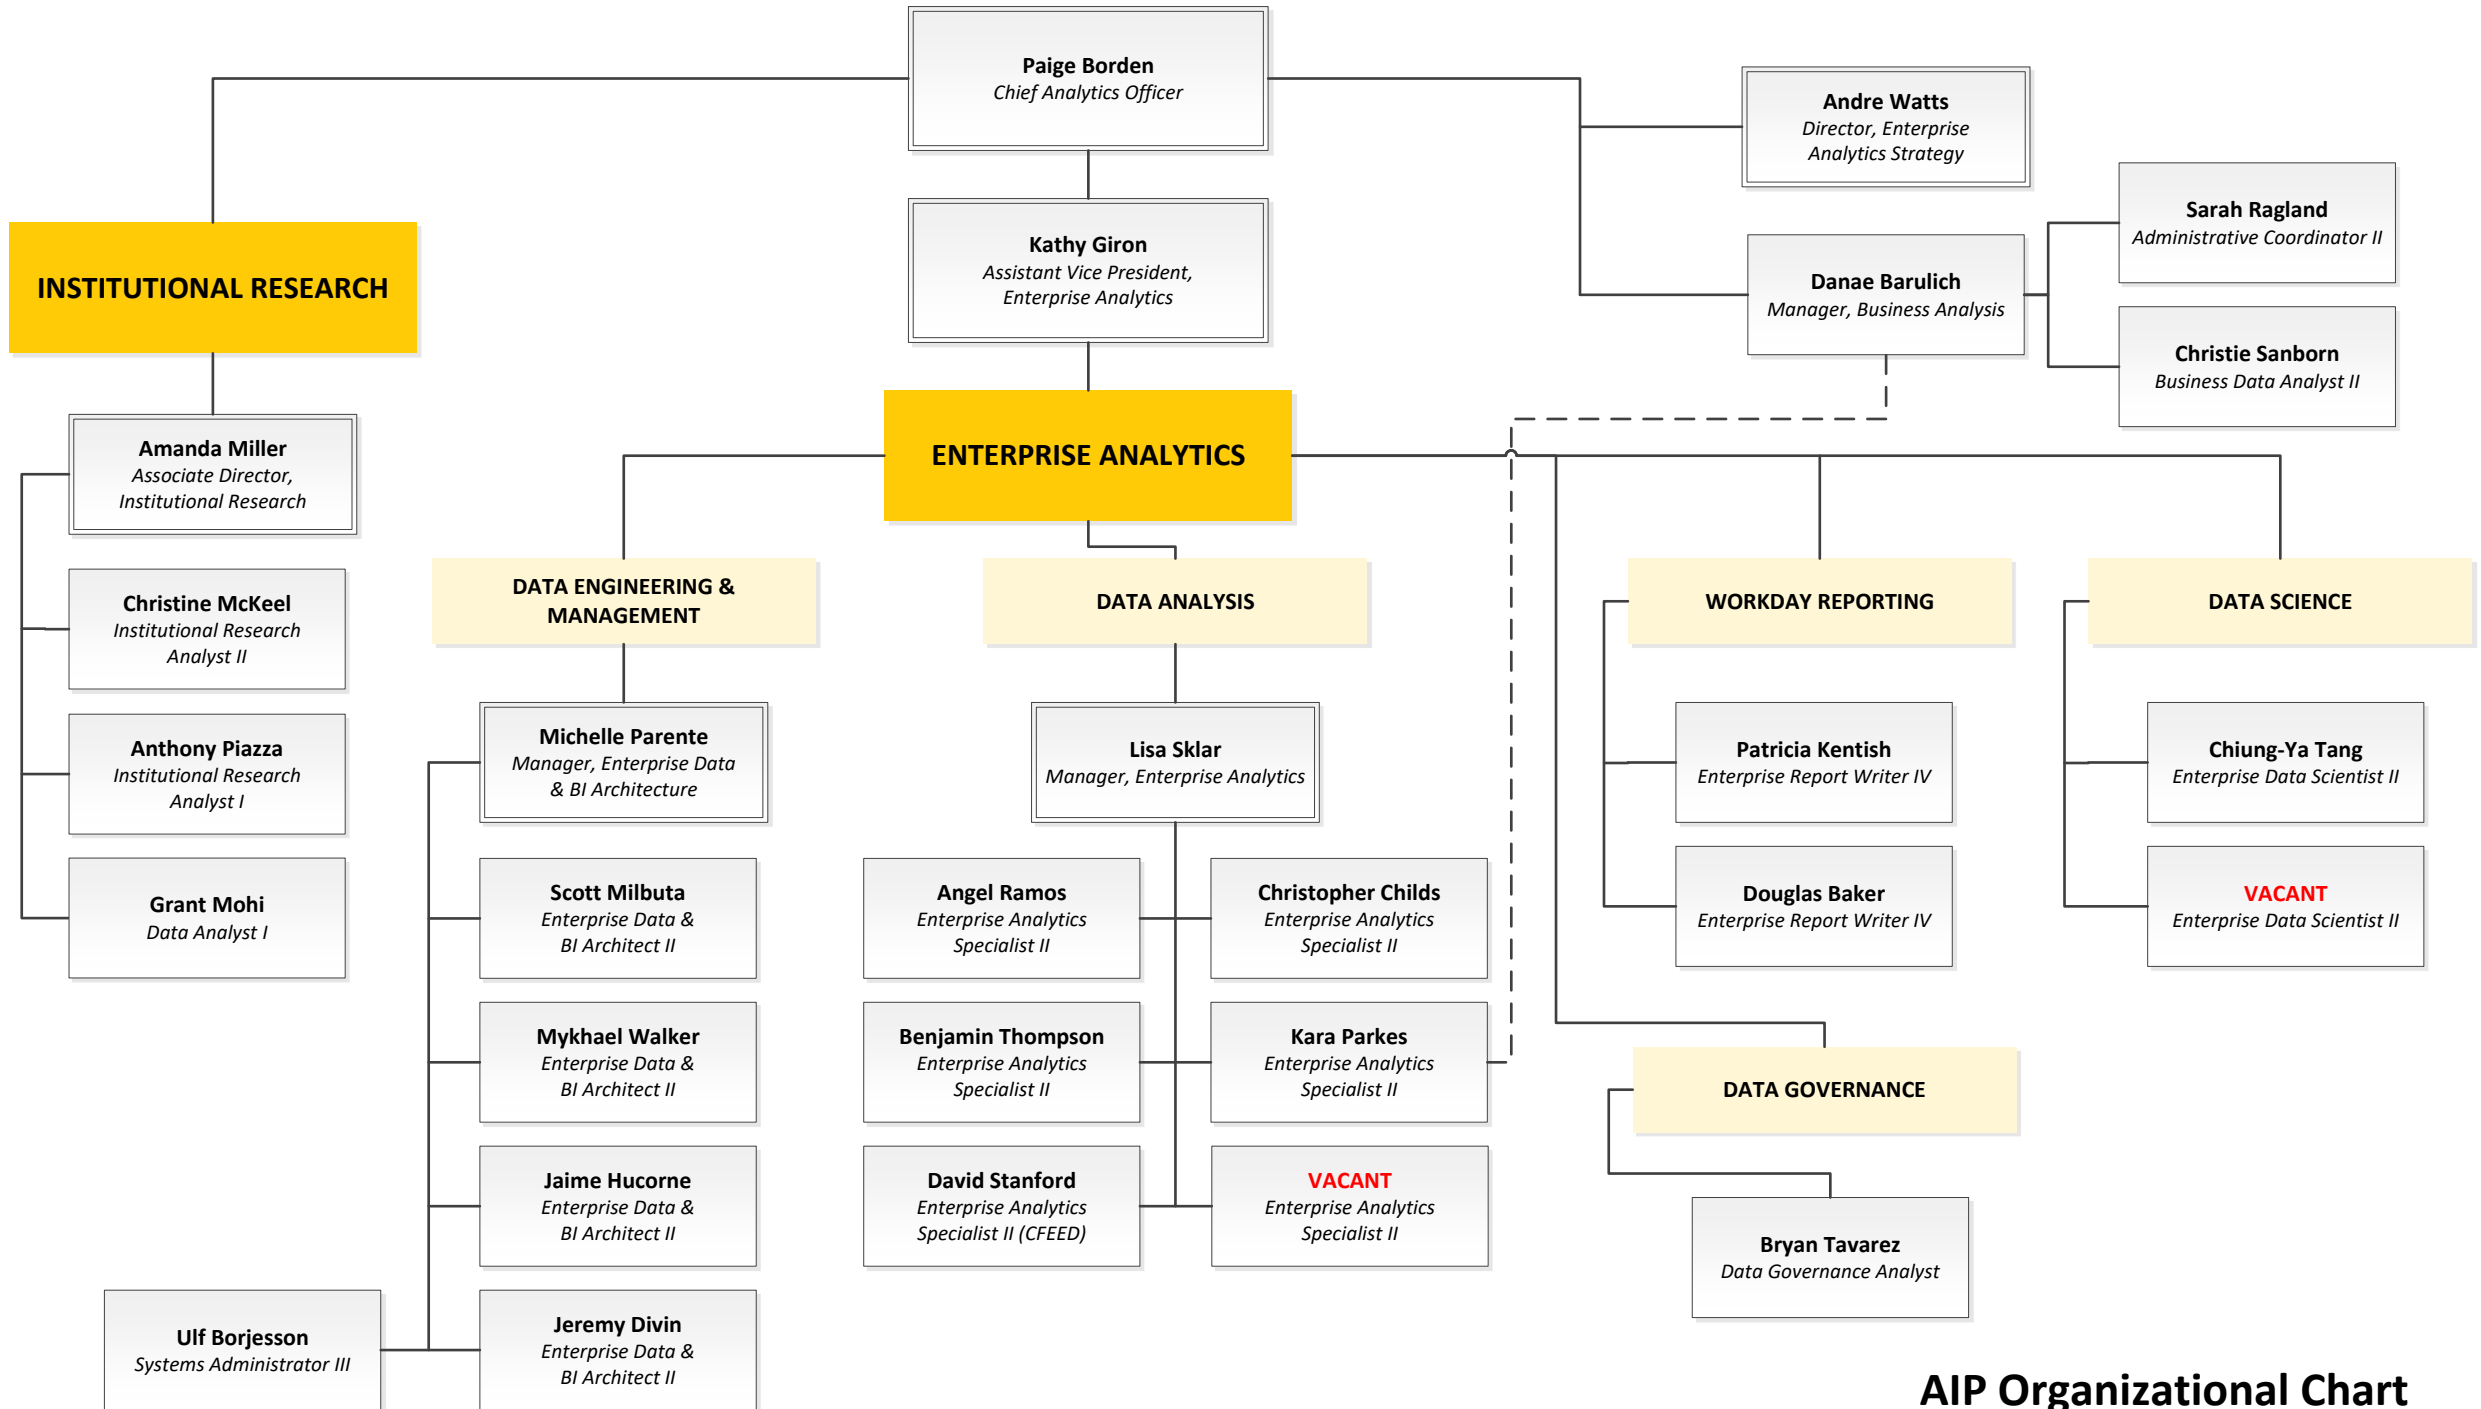 Paige Borden
Chief Analytics Officer
Andre Watts
Director, Enterprise
Analytics Strategy
Sarah Ragland
Administrative Coordinator II
Kathy Giron
Assistant Vice President,
Enterprise Analytics
Danae Barulich
Manager, Business Analysis
INSTITUTIONAL RESEARCH
Christie Sanborn
Business Data Analyst II
ENTERPRISE ANALYTICS
Amanda Miller
Associate Director,
Institutional Research
Christine McKeel
Institutional Research
Analyst II
Anthony Piazza
Institutional Research
Analyst I
Grant Mohi
Data Analyst I
DATA ENGINEERING &
MANAGEMENT
Michelle Parente
Manager, Enterprise Data
& BI Architecture
Scott Milbuta
Enterprise Data &
BI Architect II
Mykhael Walker
Enterprise Data &
BI Architect II
Jaime Hucorne
Enterprise Data &
BI Architect II
Ulf Borjesson
Systems Administrator III
Jeremy Divin
Enterprise Data &
BI Architect II
DATA ANALYSIS
Lisa Sklar
Manager, Enterprise Analytics
Angel Ramos
Enterprise Analytics
Specialist II
Christopher Childs
Enterprise Analytics
Specialist II
Benjamin Thompson
Enterprise Analytics
Specialist II
Kara Parkes
Enterprise Analytics
Specialist II
David Stanford
Enterprise Analytics
Specialist II (CFEED)
VACANT
Enterprise Analytics
Specialist II
WORKDAY REPORTING
Patricia Kentish
Enterprise Report Writer IV
Douglas Baker
Enterprise Report Writer IV
DATA SCIENCE
Chiung-Ya Tang
Enterprise Data Scientist II
VACANT
Enterprise Data Scientist II
DATA GOVERNANCE
Bryan Tavarez
Data Governance Analyst
AIP Organizational Chart